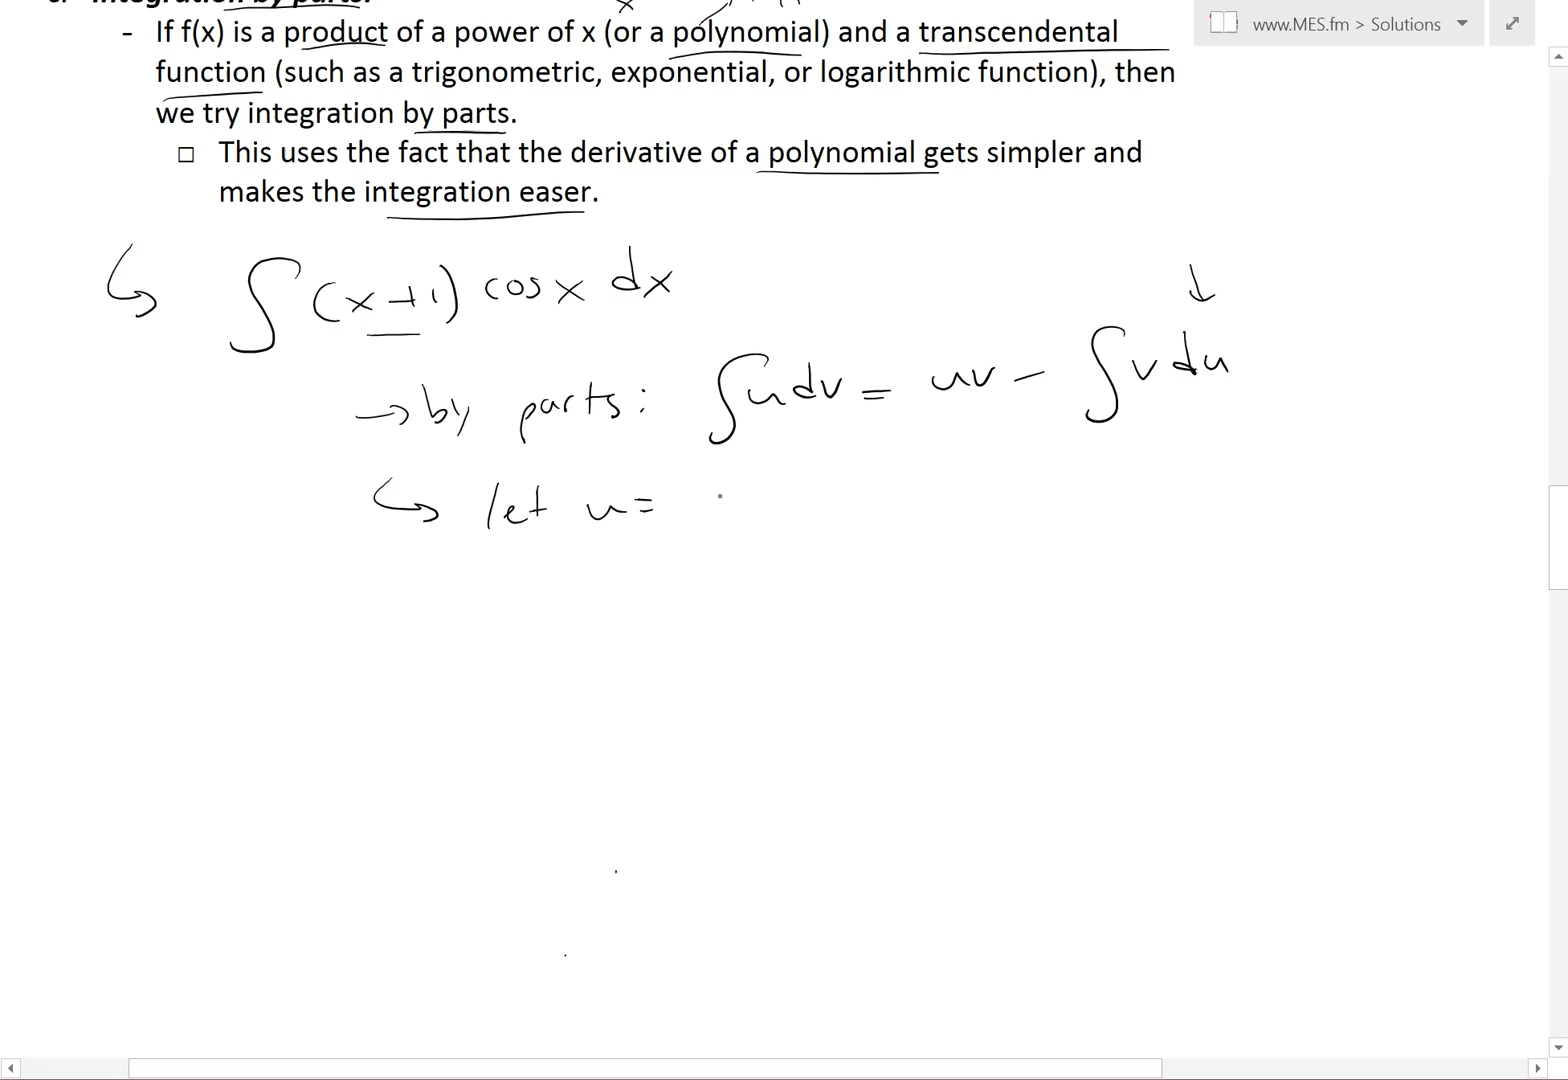 www.MES.fm > Solutions
- If f(x) is a product of a power of x (or a polynomial) and a transcendental
function (such as a trigonometric, exponential, or logarithmic function), then
we try integration by parts.
□ This uses the fact that the derivative of a polynomial gets simpler and
makes the integration easer.
↳ ∫(x+1) cosx dx
→ by parts: ∫udv = uv − ∫v du
↳ let u=